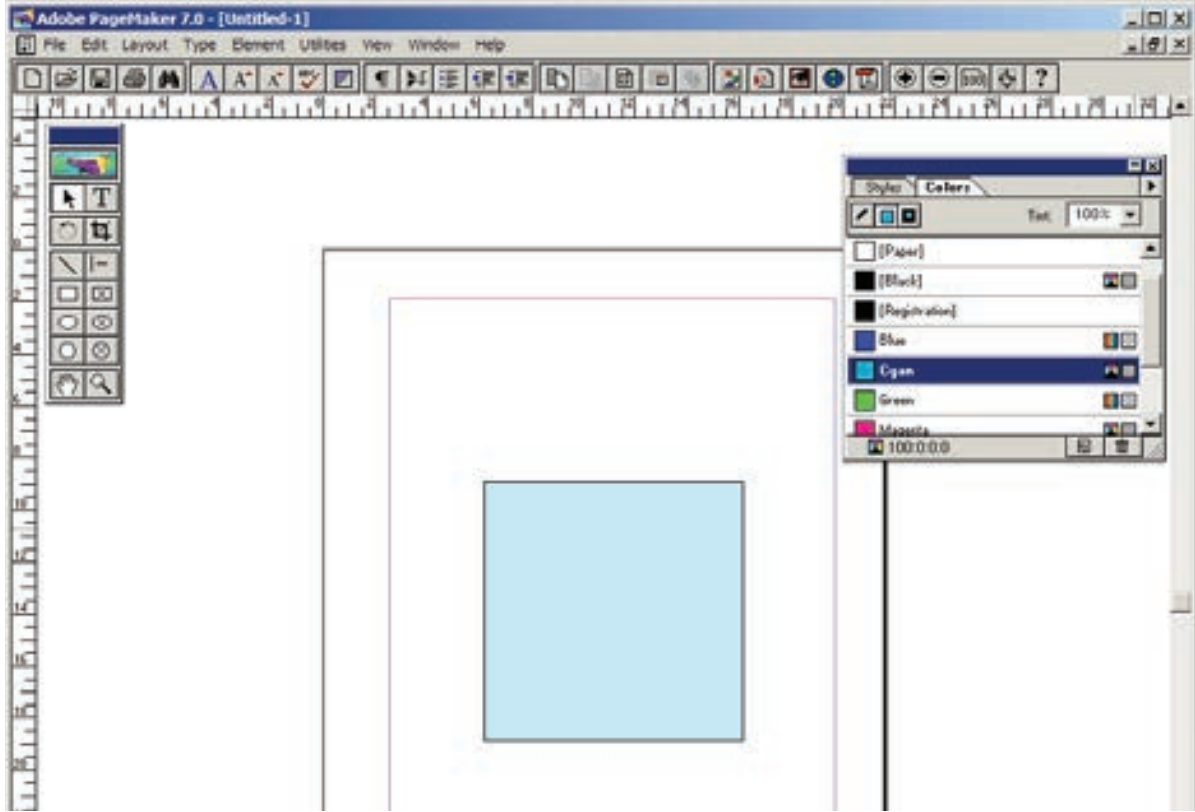 Adobe PageMaker 7.0 - [Untitled-1]
File Edit Layout Type Element Utilities View Window Help
T
Styles Colors
Tint: 100%
[Paper]
[Black]
[Registration]
Blue
Cyan
Green
Magenta
100:0:0:0